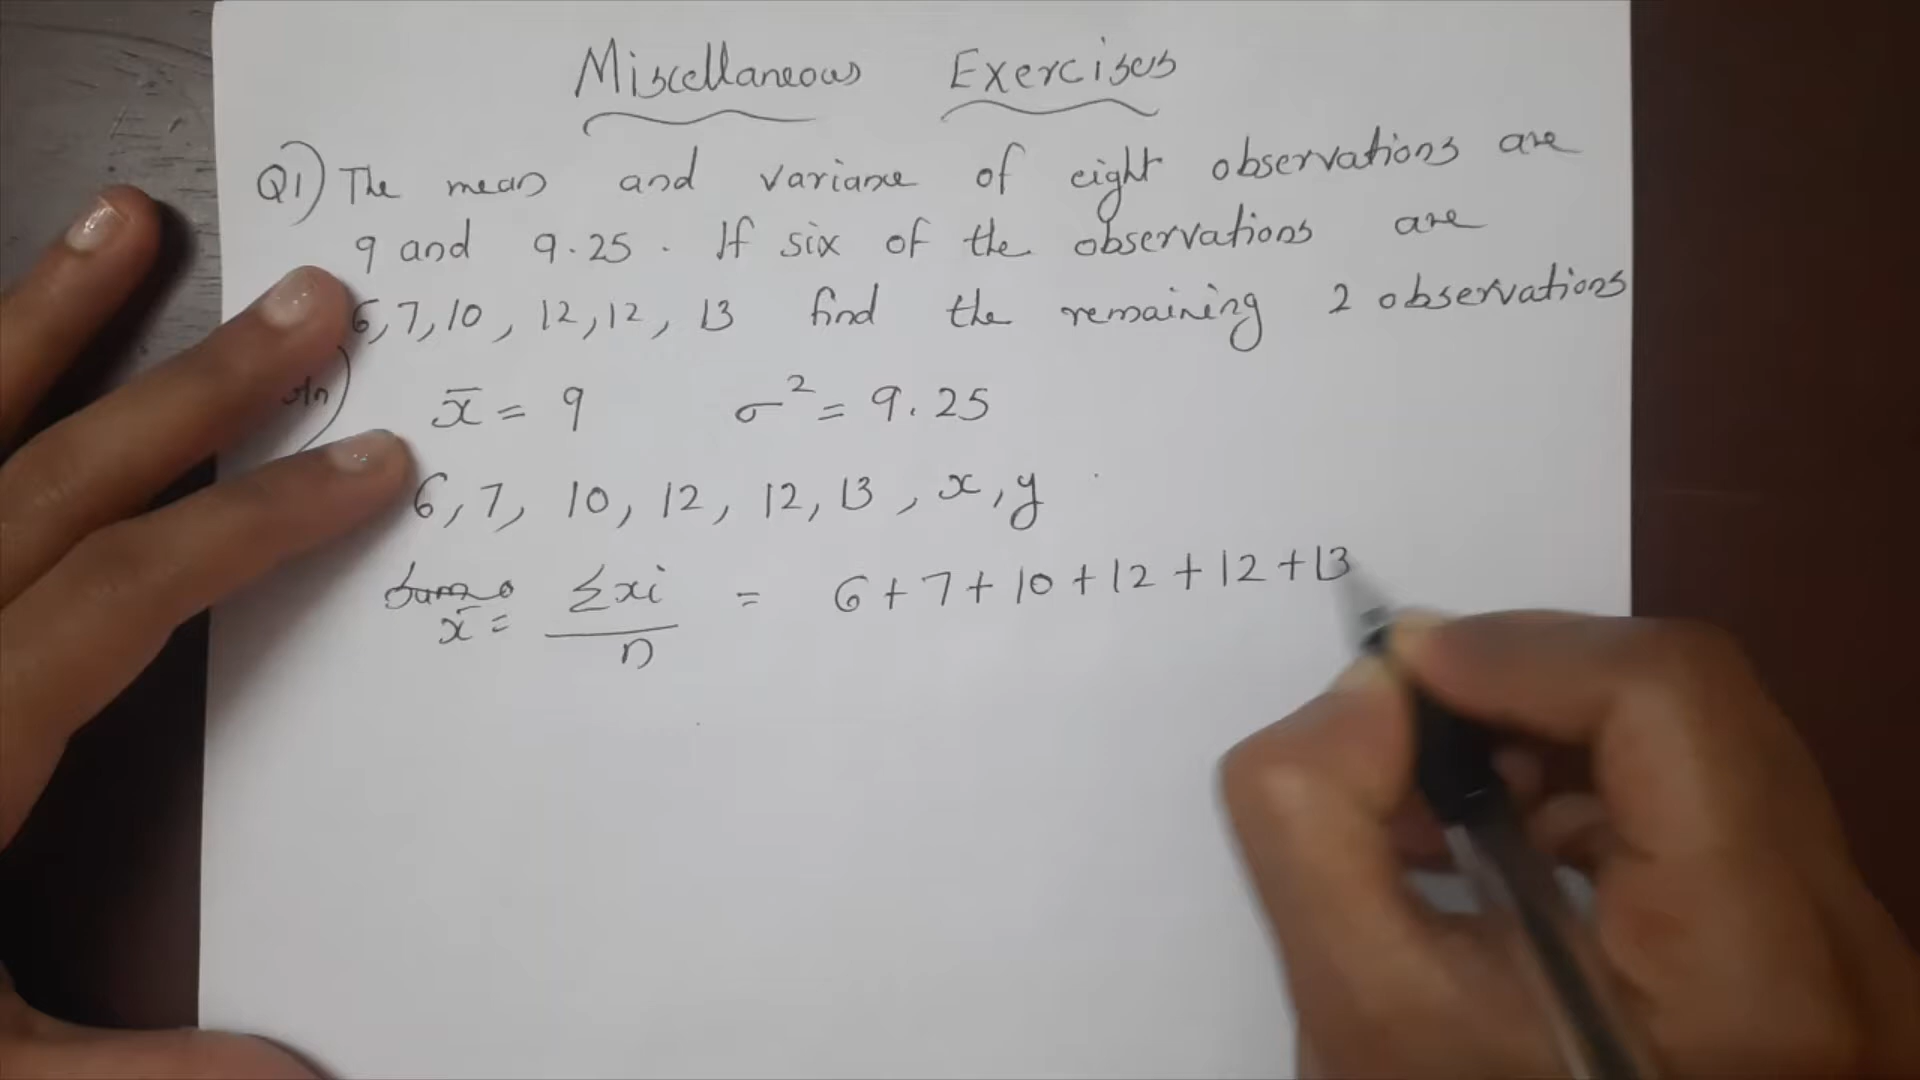 Miscellaneous Exercises
Q1) The mean and variance of eight observations are
9 and 9.25. If six of the observations are
6, 7, 10, 12, 12, 13 find the remaining 2 observations
An)
x̄ = 9 σ² = 9.25
6, 7, 10, 12, 12, 13, x, y
x̄ = Σxi / n = 6 + 7 + 10 + 12 + 12 + 13